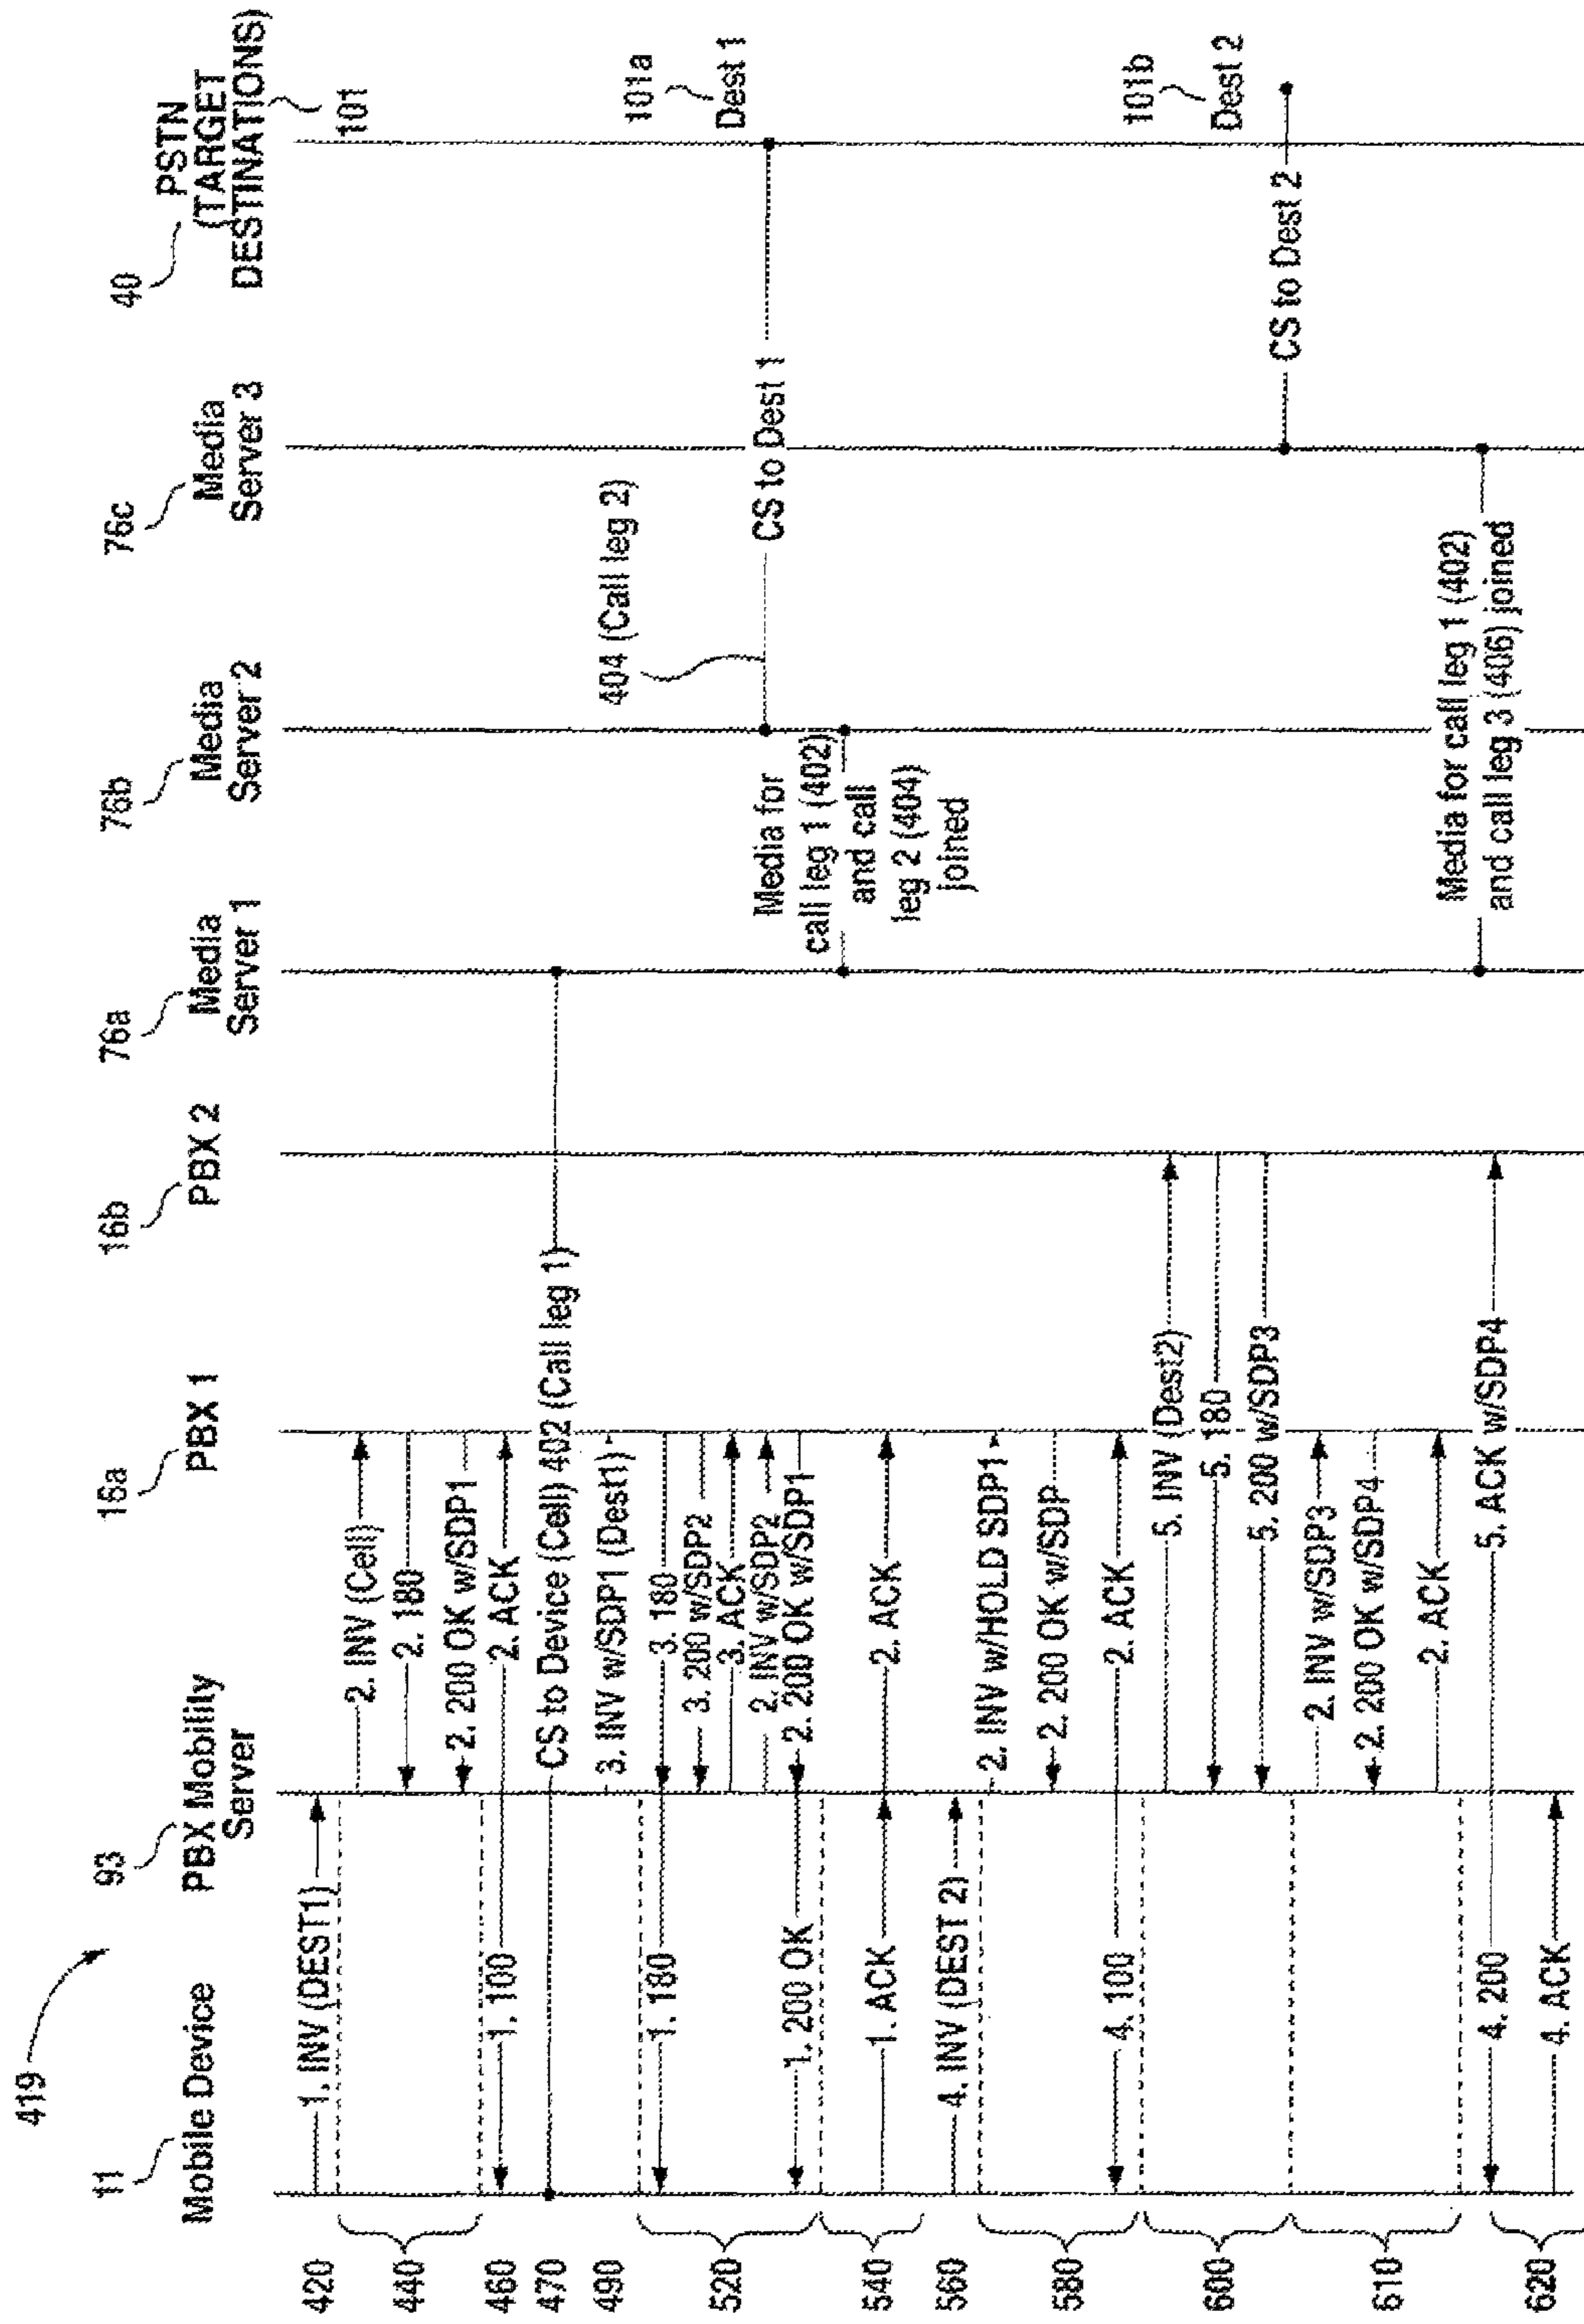 419
11
Mobile Device
93
PBX Mobility
Server
16a
PBX 1
16b
PBX 2
76a
Media
Server 1
76b
Media
Server 2
76c
Media
Server 3
40
PSTN
(TARGET
DESTINATIONS)
101
420
1. INV (DEST1)
440
2. INV (Cell)
2. 180
2. 200 OK w/SDP1
460
1. 100
2. ACK
470
CS to Device (Cell) 402 (Call leg 1)
490
3. INV w/SDP1 (Dest1)
520
1. 180
3. 180
3. 200 w/SDP2
3. ACK
2. INV w/SDP2
1. 200 OK
2. 200 OK w/SDP1
404 (Call leg 2)
CS to Dest 1
101a
Dest 1
Media for
call leg 1 (402)
and call
leg 2 (404)
joined
540
1. ACK
2. ACK
560
4. INV (DEST 2)
580
2. INV w/HOLD SDP1
2. 200 OK w/SDP
4. 100
2. ACK
600
5. INV (Dest2)
5. 180
5. 200 w/SDP3
CS to Dest 2
101b
Dest 2
610
2. INV w/SDP3
2. 200 OK w/SDP4
2. ACK
Media for call leg 1 (402)
and call leg 3 (406) joined
620
4. 200
5. ACK w/SDP4
4. ACK